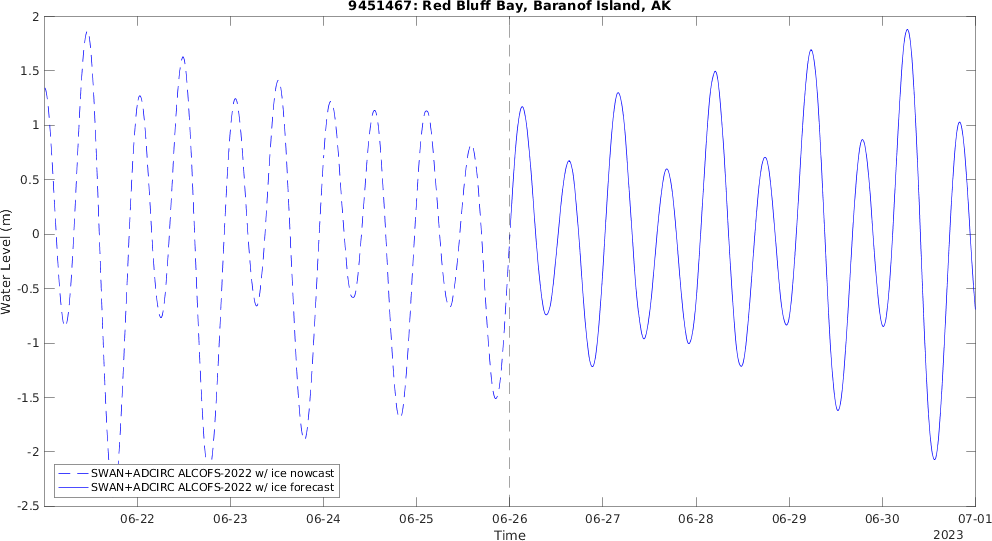 9451467: Red Bluff Bay, Baranof Island, AK
Water Level (m)
2
1.5
1
0.5
0
-0.5
-1
-1.5
-2
-2.5
SWAN+ADCIRC ALCOFS-2022 w/ ice nowcast
SWAN+ADCIRC ALCOFS-2022 w/ ice forecast
06-22 06-23 06-24 06-25 06-26 06-27 06-28 06-29 06-30 07-01
Time
2023